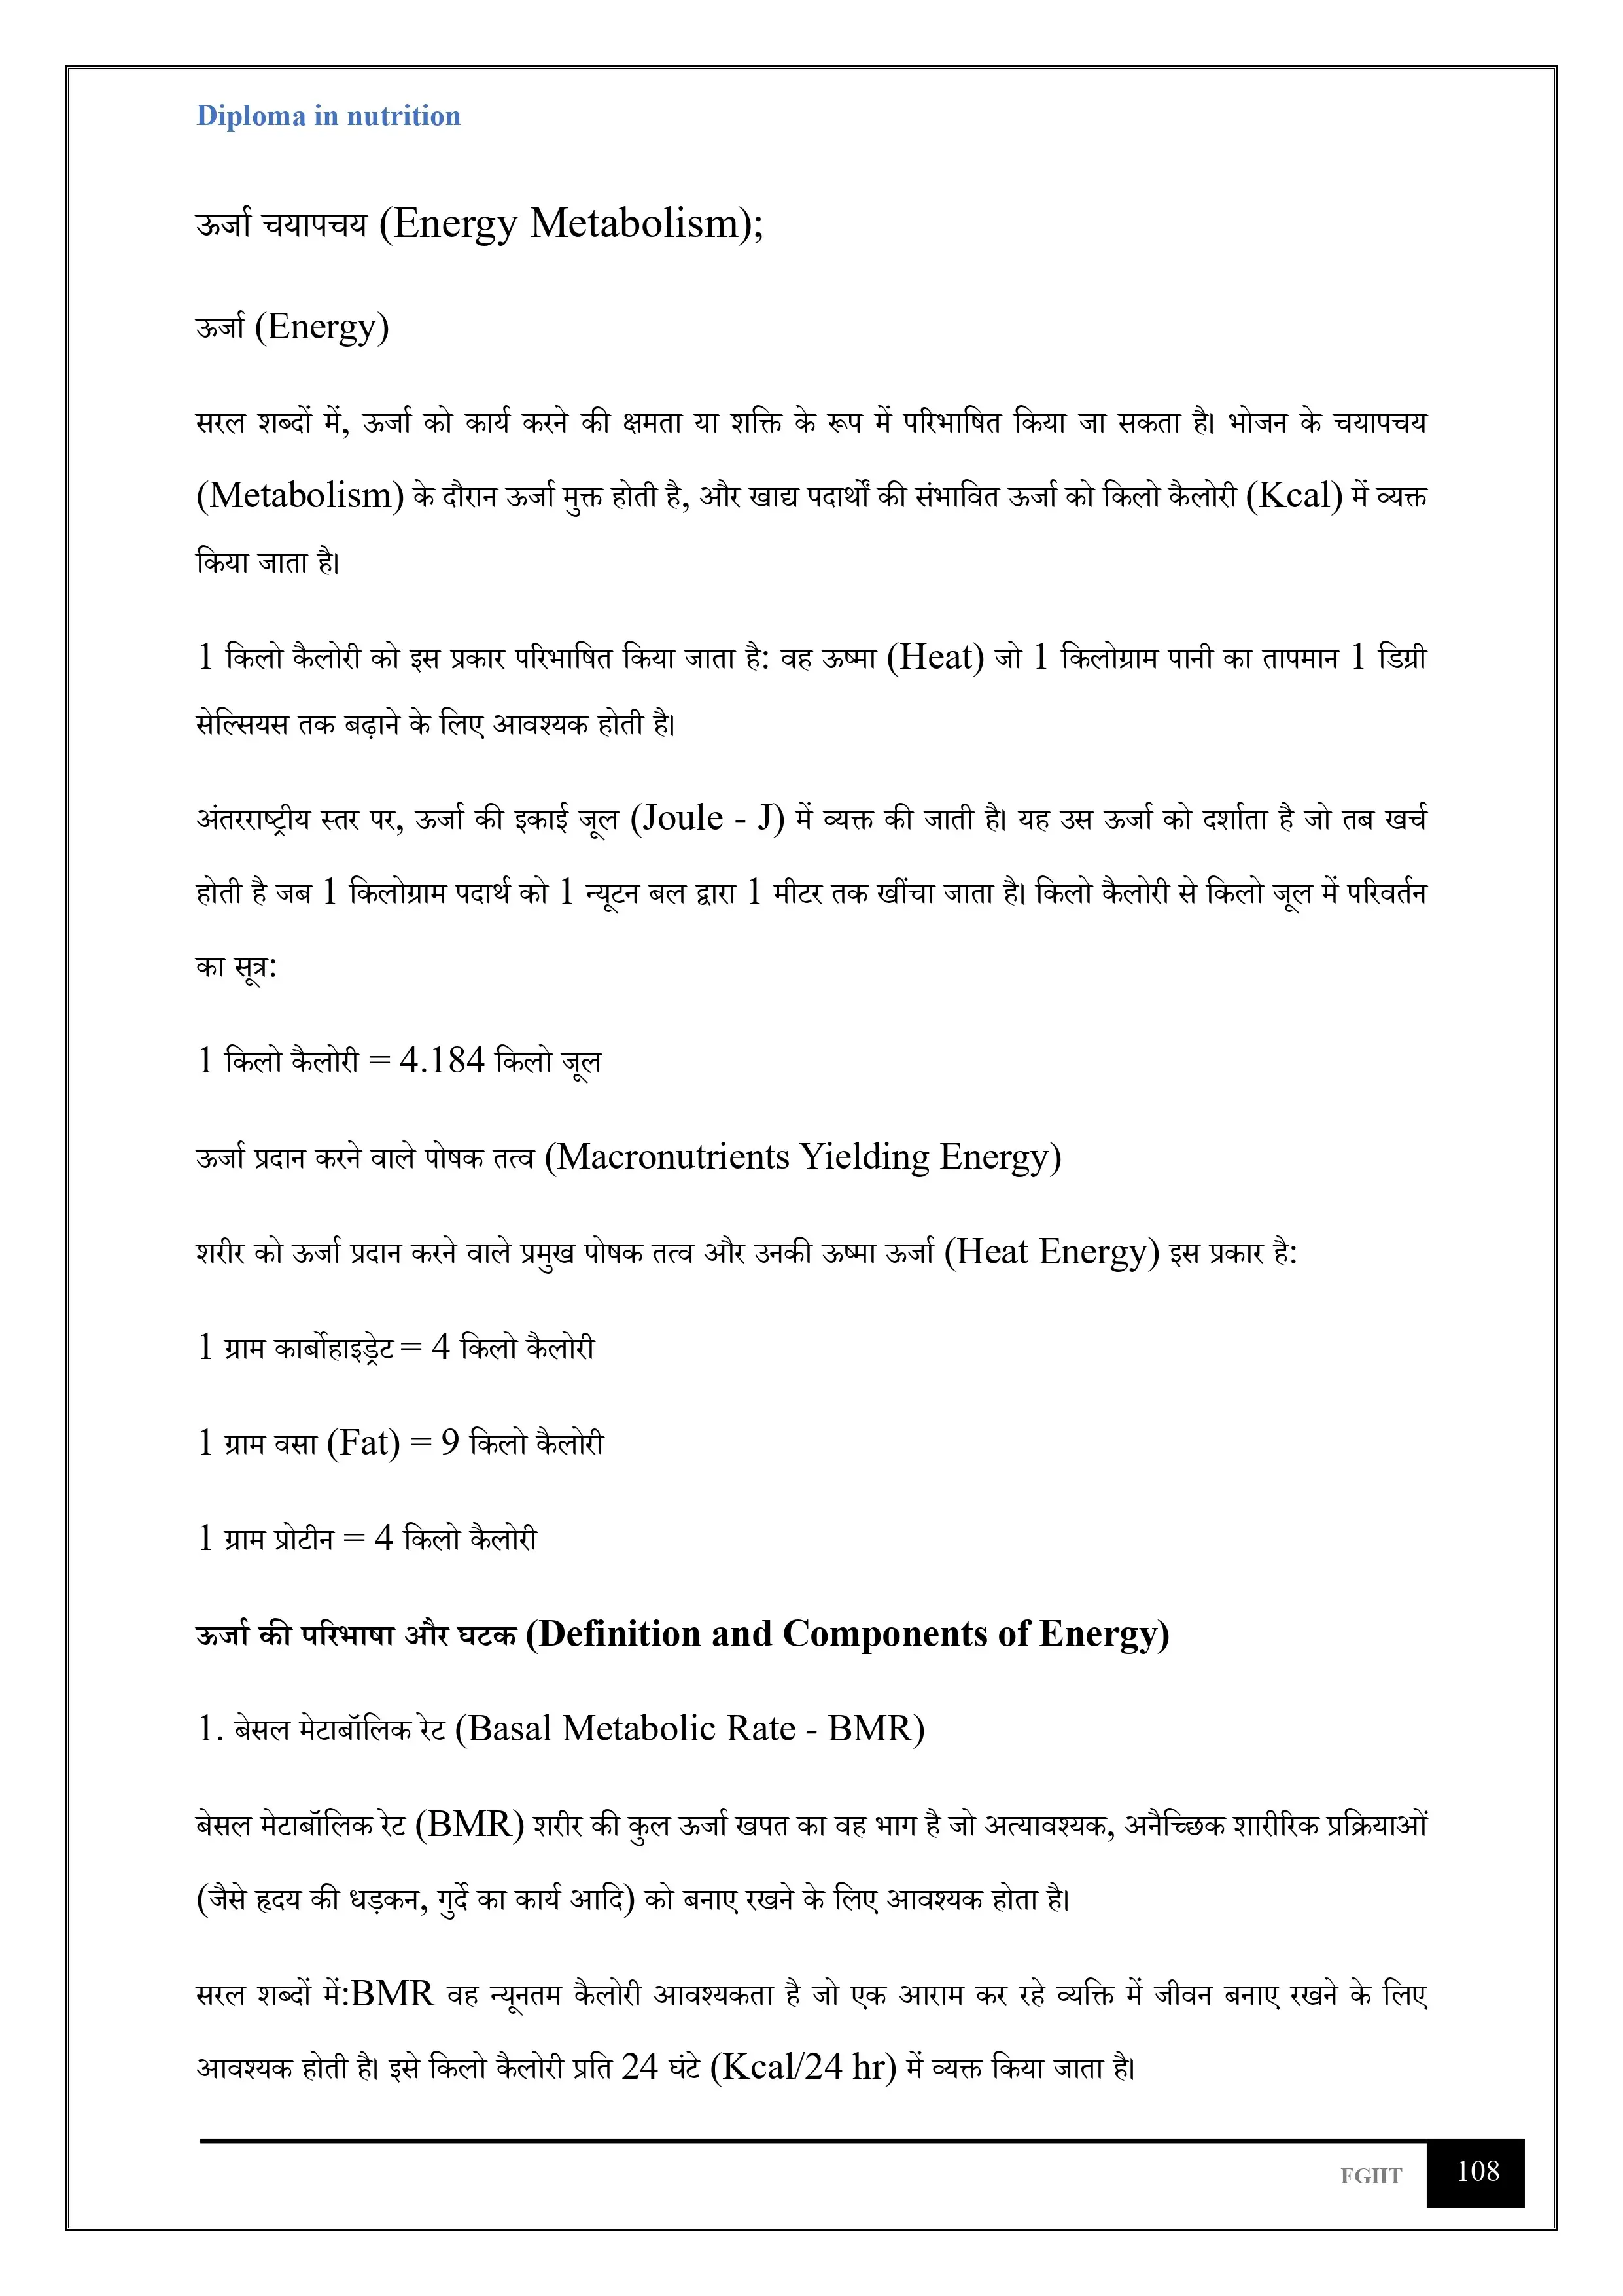 Diploma in nutrition
ऊर्जा चयापचय (Energy Metabolism);
ऊर्जा (Energy)
सरल शब्दों में, ऊर्जा को कार्य करने की क्षमता या शक्ति के रूप में परिभाषित किया जा सकता है। भोजन के चयापचय
(Metabolism) के दौरान ऊर्जा मुक्त होती है, और खाद्य पदार्थों की संभावित ऊर्जा को किलो कैलोरी (Kcal) में व्यक्त
किया जाता है।
1 किलो कैलोरी को इस प्रकार परिभाषित किया जाता है: वह ऊष्मा (Heat) जो 1 किलोग्राम पानी का तापमान 1 डिग्री
सेल्सियस तक बढ़ाने के लिए आवश्यक होती है।
अंतरराष्ट्रीय स्तर पर, ऊर्जा की इकाई जूल (Joule - J) में व्यक्त की जाती है। यह उस ऊर्जा को दर्शाता है जो तब खर्च
होती है जब 1 किलोग्राम पदार्थ को 1 न्यूटन बल द्वारा 1 मीटर तक खींचा जाता है। किलो कैलोरी से किलो जूल में परिवर्तन
का सूत्र:
1 किलो कैलोरी = 4.184 किलो जूल
ऊर्जा प्रदान करने वाले पोषक तत्व (Macronutrients Yielding Energy)
शरीर को ऊर्जा प्रदान करने वाले प्रमुख पोषक तत्व और उनकी ऊष्मा ऊर्जा (Heat Energy) इस प्रकार है:
1 ग्राम कार्बोहाइड्रेट = 4 किलो कैलोरी
1 ग्राम वसा (Fat) = 9 किलो कैलोरी
1 ग्राम प्रोटीन = 4 किलो कैलोरी
ऊर्जा की परिभाषा और घटक (Definition and Components of Energy)
1. बेसल मेटाबॉलिक रेट (Basal Metabolic Rate - BMR)
बेसल मेटाबॉलिक रेट (BMR) शरीर की कुल ऊर्जा खपत का वह भाग है जो अत्यावश्यक, अनैच्छिक शारीरिक प्रक्रियाओं
(जैसे हृदय की धड़कन, गुर्दे का कार्य आदि) को बनाए रखने के लिए आवश्यक होता है।
सरल शब्दों में:BMR वह न्यूनतम कैलोरी आवश्यकता है जो एक आराम कर रहे व्यक्ति में जीवन बनाए रखने के लिए
आवश्यक होती है। इसे किलो कैलोरी प्रति 24 घंटे (Kcal/24 hr) में व्यक्त किया जाता है।
FGIIT 108